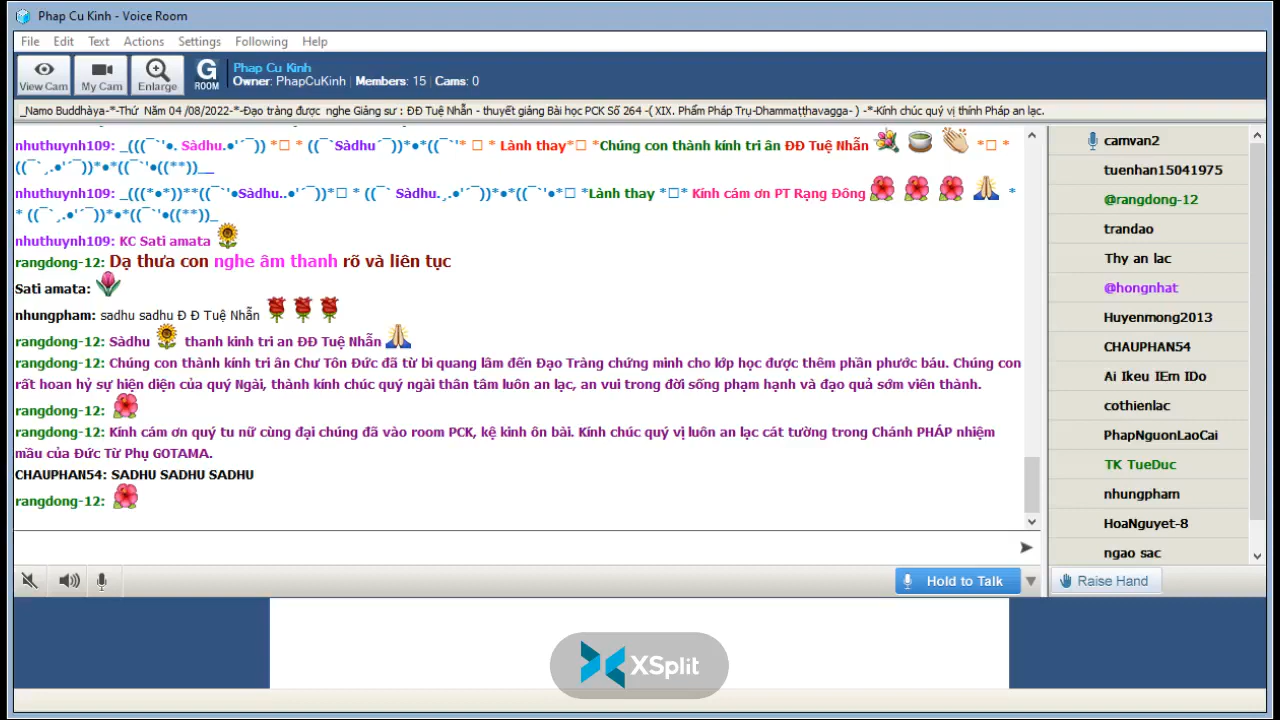 Phap Cu Kinh - Voice Room
File Edit Text Actions Settings Following Help
View Cam My Cam Enlarge G ROOM Phap Cu Kinh
Owner: PhapCuKinh | Members: 15 | Cams: 0
_Namo Buddhàya-*-Thứ Năm 04 /08/2022-*-Đạo tràng được nghe Giảng sư : ĐĐ Tuệ Nhẫn - thuyết giảng Bài học PCK Số 264 -( XIX. Phẩm Pháp Trụ-Dhammaṭṭhavagga- ) -*-Kính chúc quý vị thính Pháp an lạc.
nhuthuynh109: _(((¯`'●. Sàdhu.●'´¯)) *□ * ((¯`Sàdhu´¯))*●*((¯`'* □ * Lành thay*□ *Chúng con thành kính tri ân ĐĐ Tuệ Nhẫn *□ *
((¯`¸.●'´¯))*●*((¯`'●((**))__
nhuthuynh109: _(((*●*))**((¯`'●Sàdhu..●'´¯))*□ * ((¯` Sàdhu.¸.●'´¯))*●*((¯`'●*□ *Lành thay *□* Kính cám ơn PT Rạng Đông *
* ((¯`¸.●'´¯))*●*((¯`'●((**)_
nhuthuynh109: KC Sati amata
rangdong-12: Dạ thưa con nghe âm thanh rõ và liên tục
Sati amata:
nhungpham: sadhu sadhu Đ Đ Tuệ Nhẫn
rangdong-12: Sàdhu thanh kinh tri an ĐĐ Tuệ Nhẫn
rangdong-12: Chúng con thành kính tri ân Chư Tôn Đức đã từ bi quang lâm đến Đạo Tràng chứng minh cho lớp học được thêm phần phước báu. Chúng con
rất hoan hỷ sự hiện diện của quý Ngài, thành kính chúc quý ngài thân tâm luôn an lạc, an vui trong đời sống phạm hạnh và đạo quả sớm viên thành.
rangdong-12:
rangdong-12: Kính cám ơn quý tu nữ cùng đại chúng đã vào room PCK, kệ kinh ôn bài. Kính chúc quý vị luôn an lạc cát tường trong Chánh PHÁP nhiệm
mầu của Đức Từ Phụ GOTAMA.
CHAUPHAN54: SADHU SADHU SADHU
rangdong-12:
camvan2
tuenhan15041975
@rangdong-12
trandao
Thy an lac
@hongnhat
Huyenmong2013
CHAUPHAN54
Ai Ikeu IEm IDo
cothienlac
PhapNguonLaoCai
TK TueDuc
nhungpham
HoaNguyet-8
ngao sac
Hold to Talk
Raise Hand
XSplit